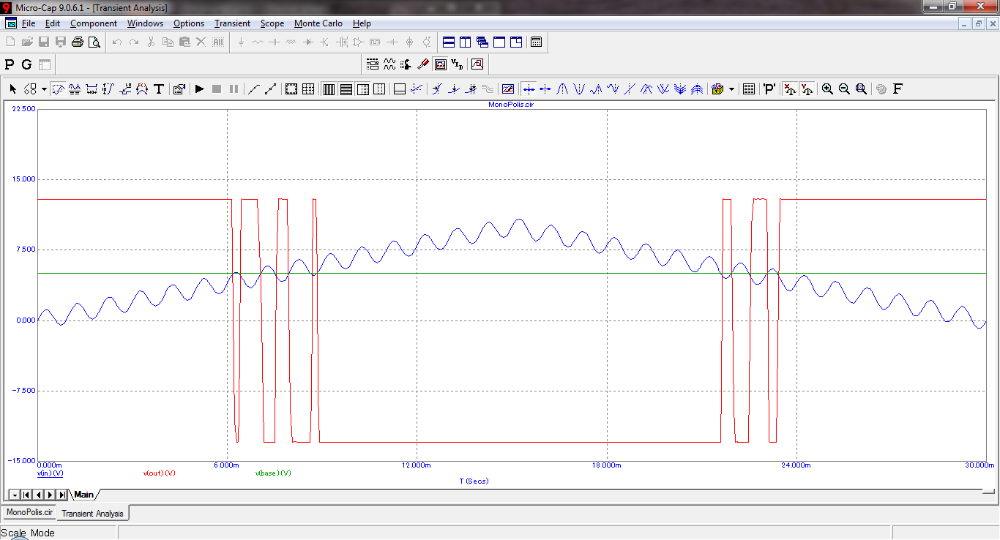 Micro-Cap 9.0.6.1 - [Transient Analysis]
File Edit Component Windows Options Transient Scope Monte Carlo Help
P G
MonoPolis.cir
22.500
15.000
7.500
0.000
-7.500
-15.000
0.000m 6.000m 12.000m 18.000m 24.000m 30.000m
v(in)(V) v(out)(V) v(base)(V)
T (Secs)
Main
MonoPolis.cir Transient Analysis
Scale Mode